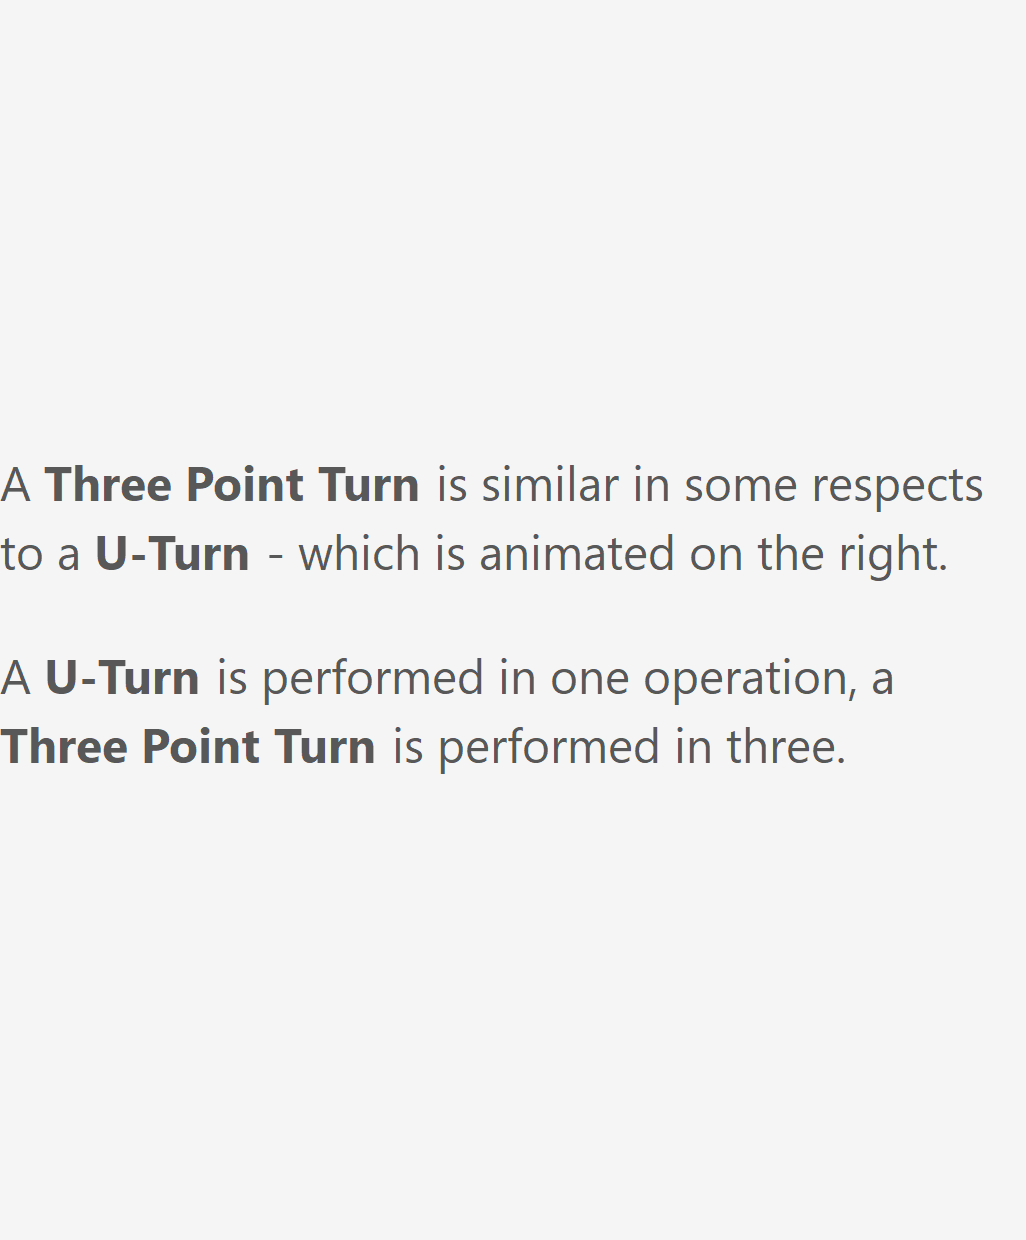 A Three Point Turn is similar in some respects
to a U-Turn - which is animated on the right.
A U-Turn is performed in one operation, a
Three Point Turn is performed in three.